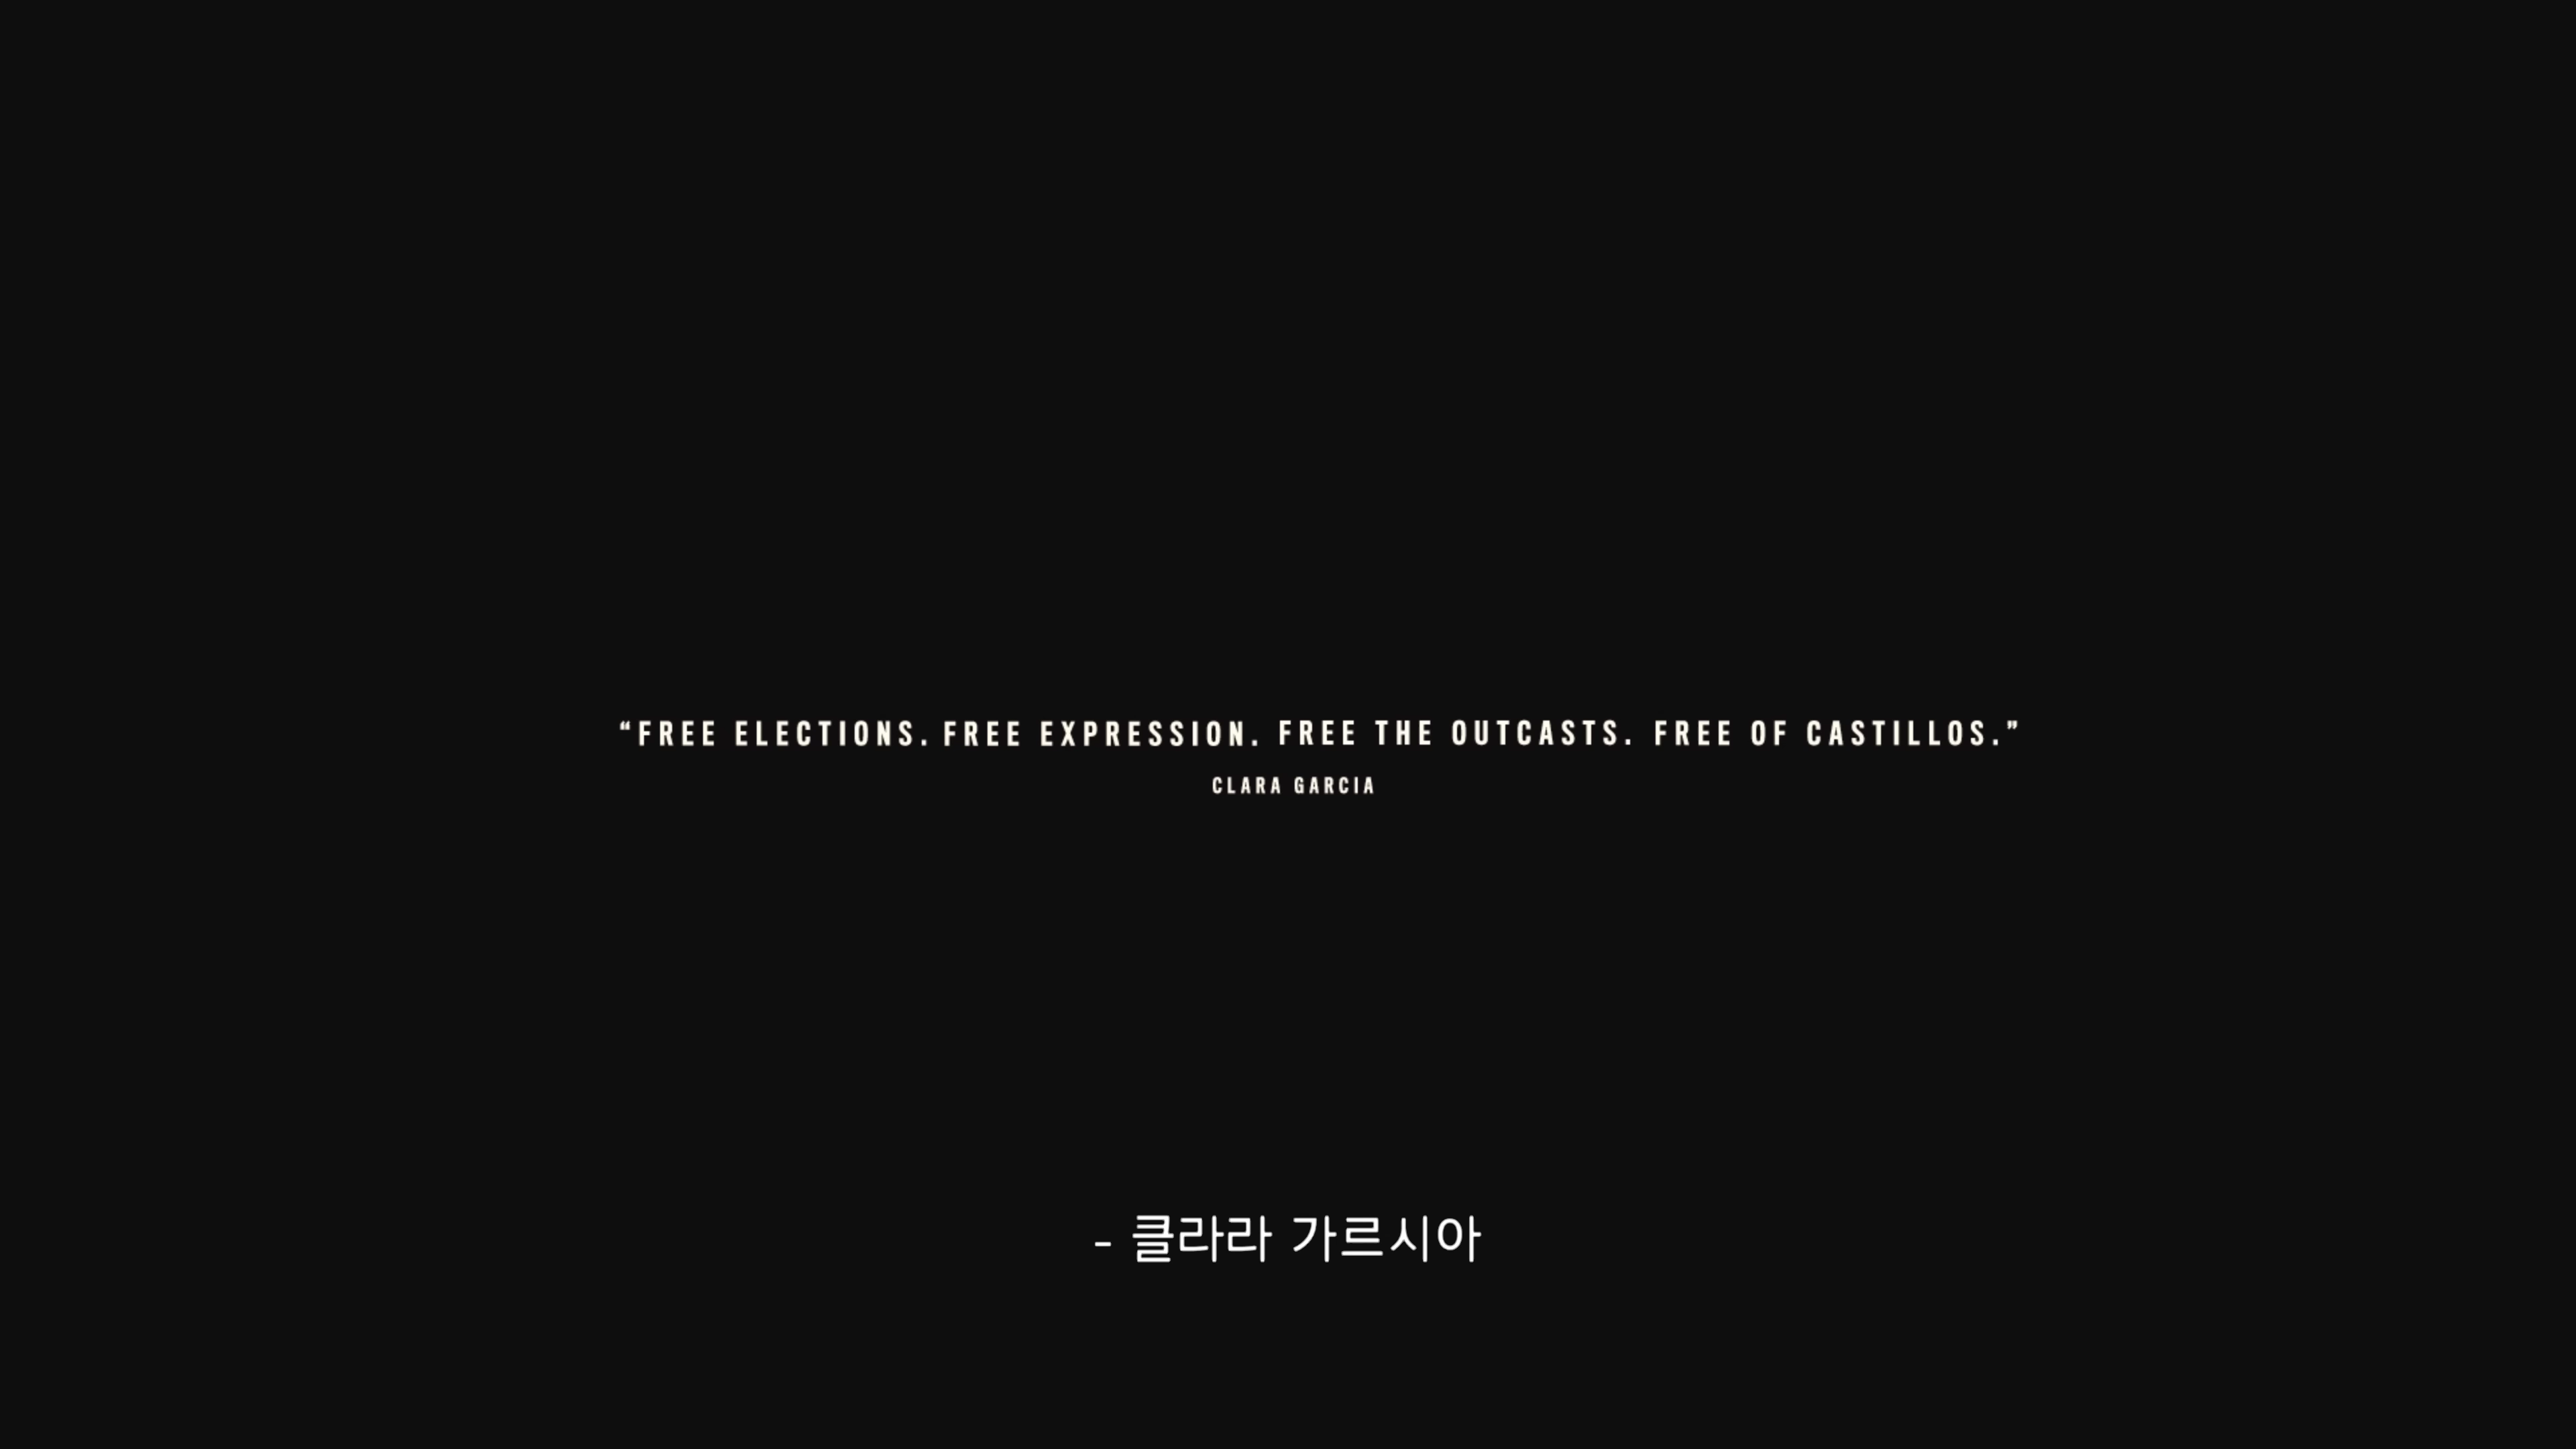 “FREE ELECTIONS. FREE EXPRESSION. FREE THE OUTCASTS. FREE OF CASTILLOS.”
CLARA GARCIA
- 클라라 가르시아